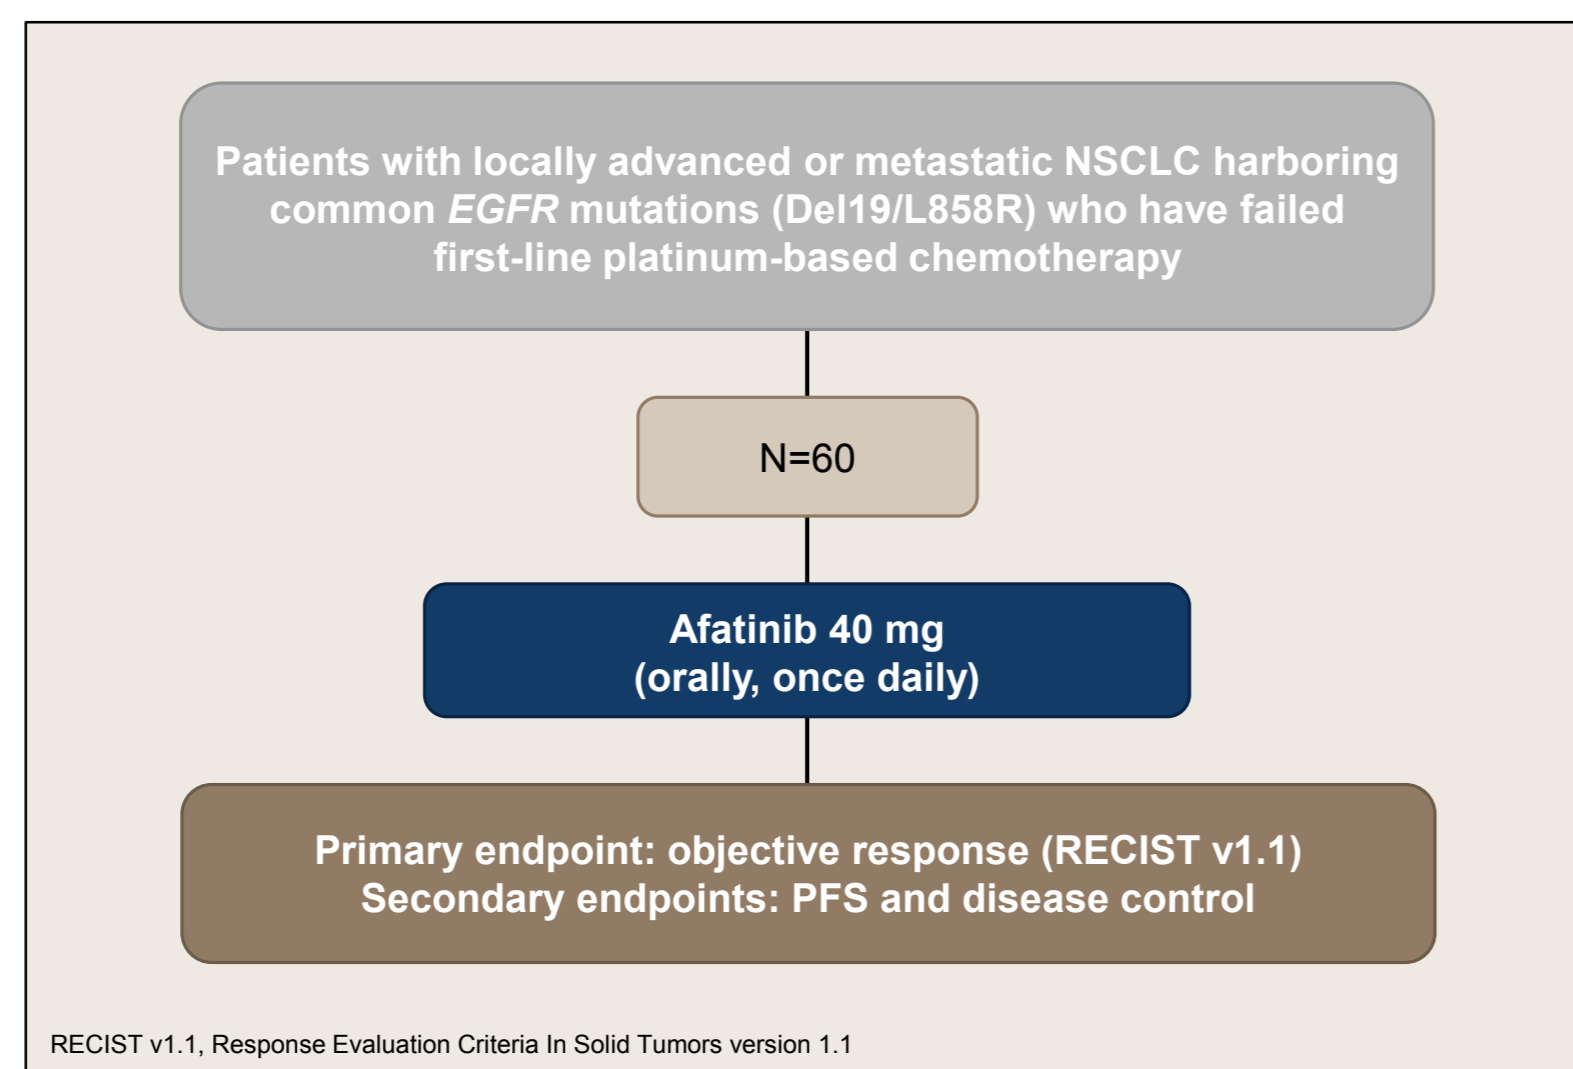 Patients with locally advanced or metastatic NSCLC harboring
common EGFR mutations (Del19/L858R) who have failed
first-line platinum-based chemotherapy
N=60
Afatinib 40 mg
(orally, once daily)
Primary endpoint: objective response (RECIST v1.1)
Secondary endpoints: PFS and disease control
RECIST v1.1, Response Evaluation Criteria In Solid Tumors version 1.1